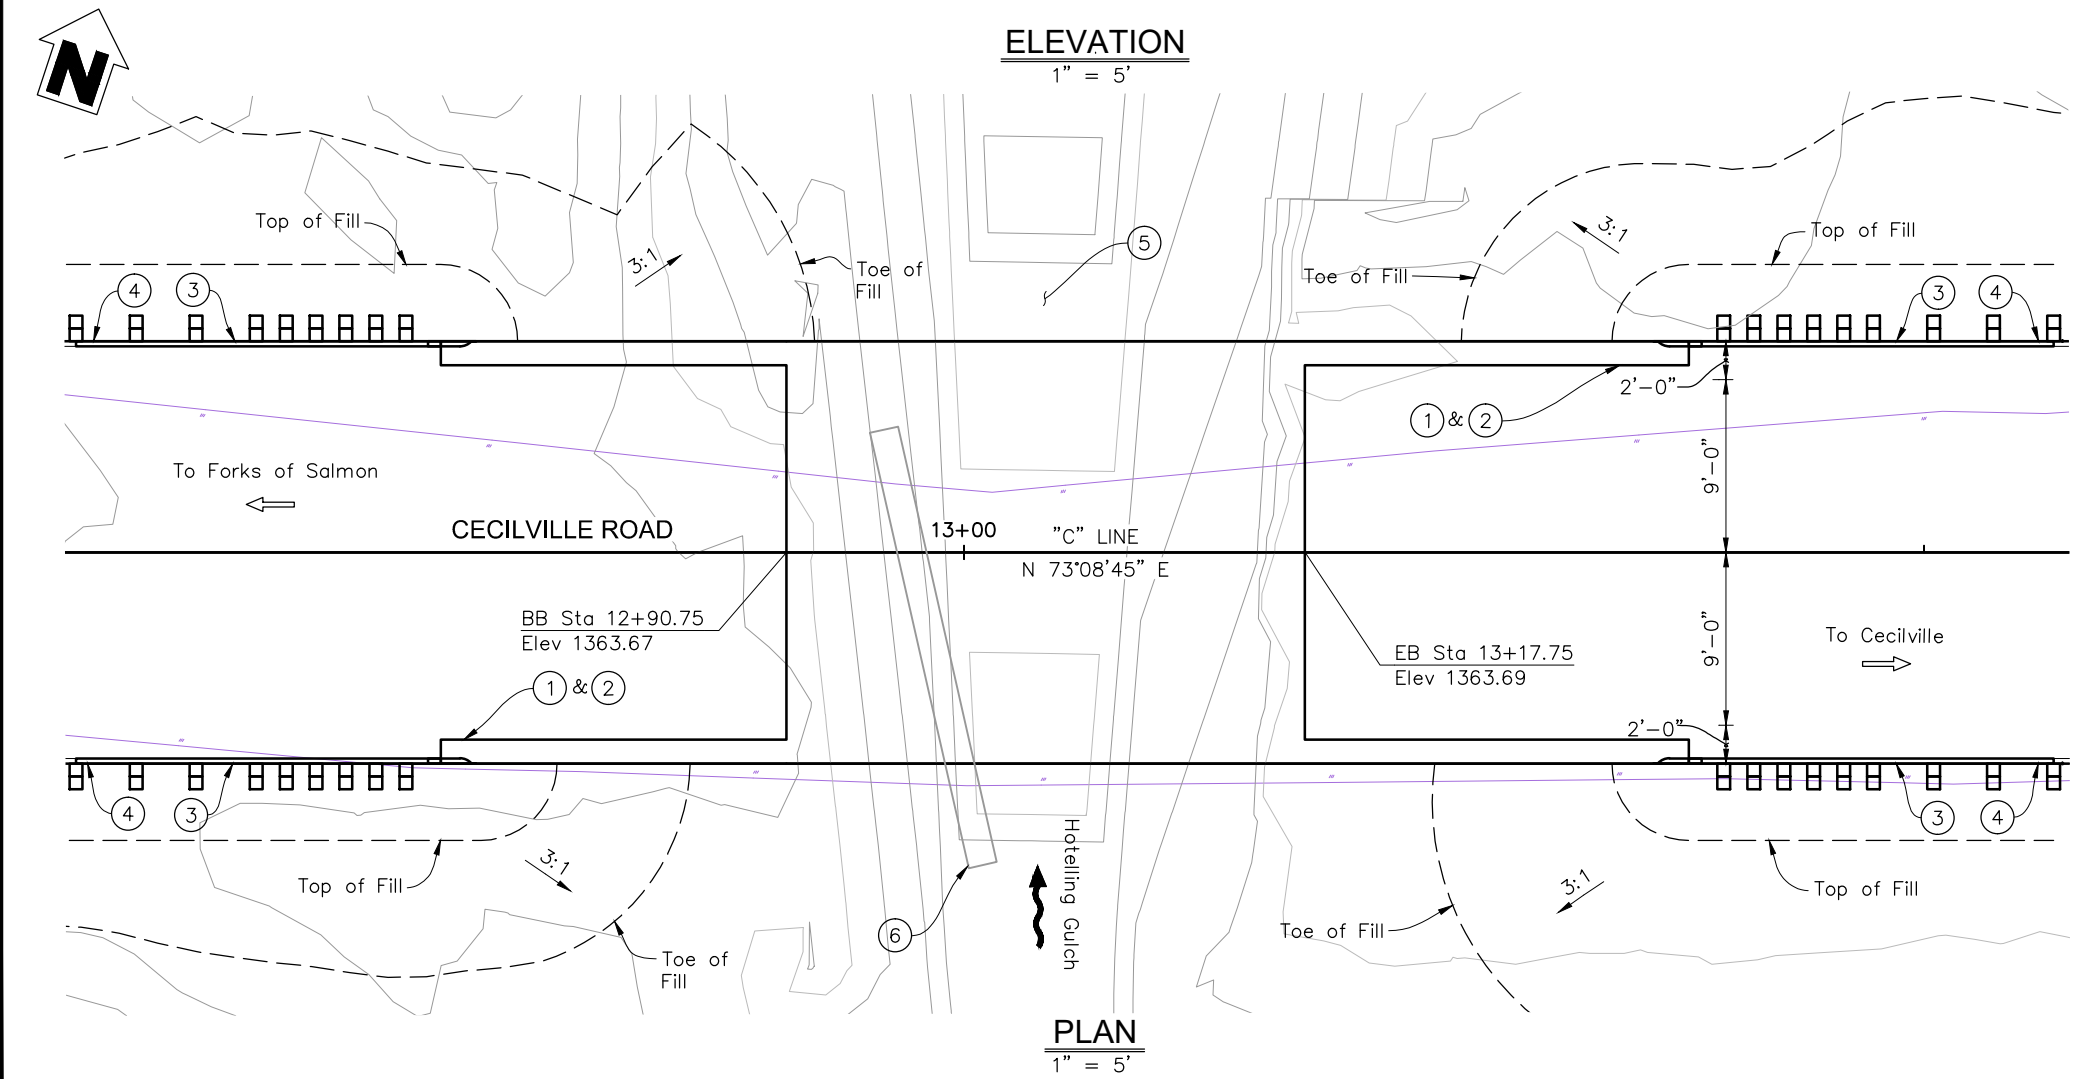 N
ELEVATION
1" = 5'
Top of Fill
3:1
Toe of
Fill
5
3:1
Top of Fill
Toe of Fill
4
3
3
4
2'-0"
1 & 2
9'-0"
To Forks of Salmon
CECILVILLE ROAD
13+00
"C" LINE
N 73°08'45" E
BB Sta 12+90.75
Elev 1363.67
9'-0"
To Cecilville
EB Sta 13+17.75
Elev 1363.69
1 & 2
2'-0"
4
3
3
4
Hotelling Gulch
3:1
Top of Fill
3:1
Top of Fill
6
Toe of Fill
Toe of
Fill
PLAN
1" = 5'